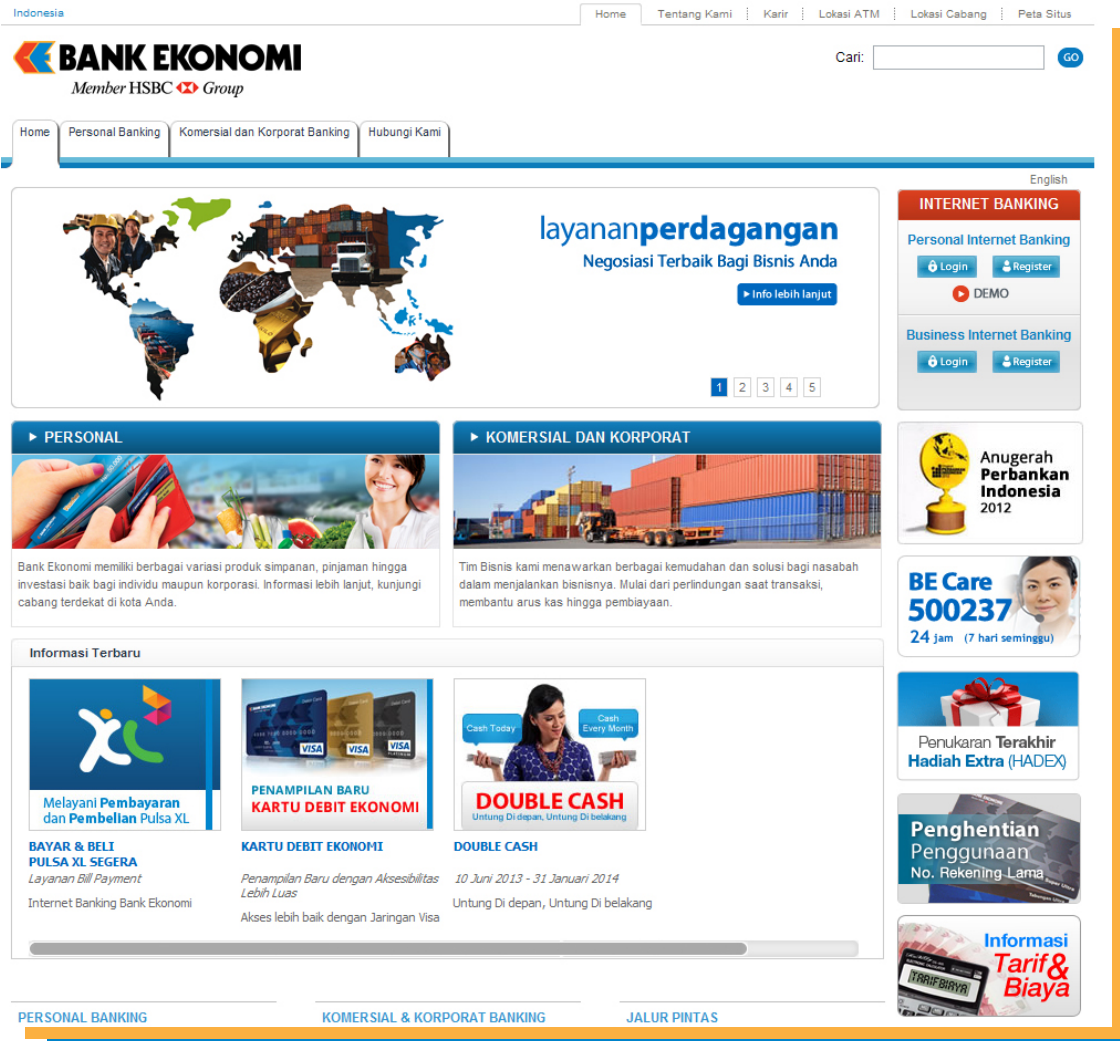 Indonesia
Home
Tentang Kami
Karir
Lokasi ATM
Lokasi Cabang
Peta Situs
BANK EKONOMI
Member HSBC Group
Cari:
GO
Home
Personal Banking
Komersial dan Korporat Banking
Hubungi Kami
English
layananperdagangan
Negosiasi Terbaik Bagi Bisnis Anda
Info lebih lanjut
1 2 3 4 5
INTERNET BANKING
Personal Internet Banking
Login
Register
DEMO
Business Internet Banking
Login
Register
PERSONAL
Bank Ekonomi memiliki berbagai variasi produk simpanan, pinjaman hingga
investasi baik bagi individu maupun korporasi. Informasi lebih lanjut, kunjungi
cabang terdekat di kota Anda.
KOMERSIAL DAN KORPORAT
Tim Bisnis kami menawarkan berbagai kemudahan dan solusi bagi nasabah
dalam menjalankan bisnisnya. Mulai dari perlindungan saat transaksi,
membantu arus kas hingga pembiayaan.
Anugerah
Perbankan
Indonesia
2012
BE Care
500237
24 jam (7 hari seminggu)
Informasi Terbaru
xl
Melayani Pembayaran
dan Pembelian Pulsa XL
BAYAR & BELI
PULSA XL SEGERA
Layanan Bill Payment
Internet Banking Bank Ekonomi
VISA
VISA
VISA
PLATINUM
PENAMPILAN BARU
KARTU DEBIT EKONOMI
KARTU DEBIT EKONOMI
Penampilan Baru dengan Aksesibilitas
Lebih Luas
Akses lebih baik dengan Jaringan Visa
Cash Today
Cash
Every Month
DOUBLE CASH
Untung Di depan, Untung Di belakang
DOUBLE CASH
10 Juni 2013 - 31 Januari 2014
Untung Di depan, Untung Di belakang
Penukaran Terakhir
Hadiah Extra (HADEX)
Penghentian
Penggunaan
No. Rekening Lama
Super Ultra
Tabungan Ultra
Informasi
Tarif&
Biaya
TARIFBIAYA
PERSONAL BANKING
KOMERSIAL & KORPORAT BANKING
JALUR PINTAS